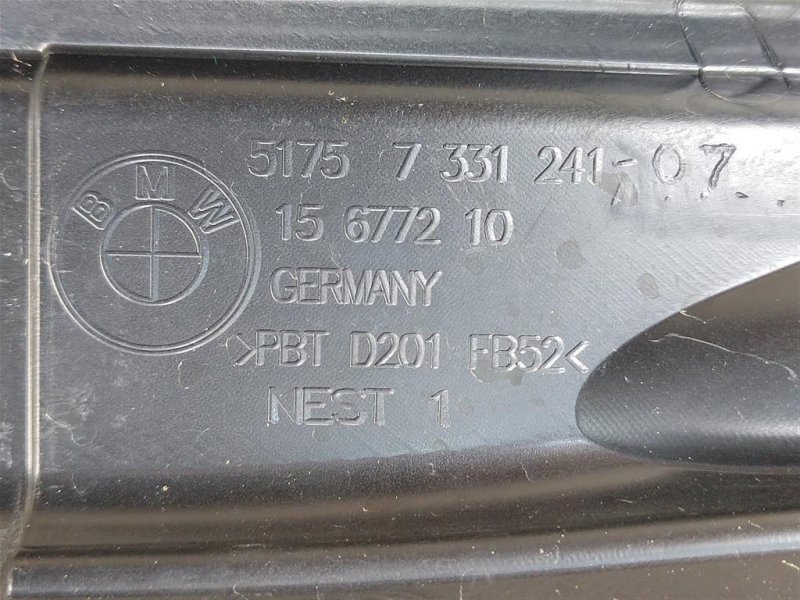 BMW
5175 7 331 241-07
15 6772 10
GERMANY
>PBT D201 FB52<
NEST 1